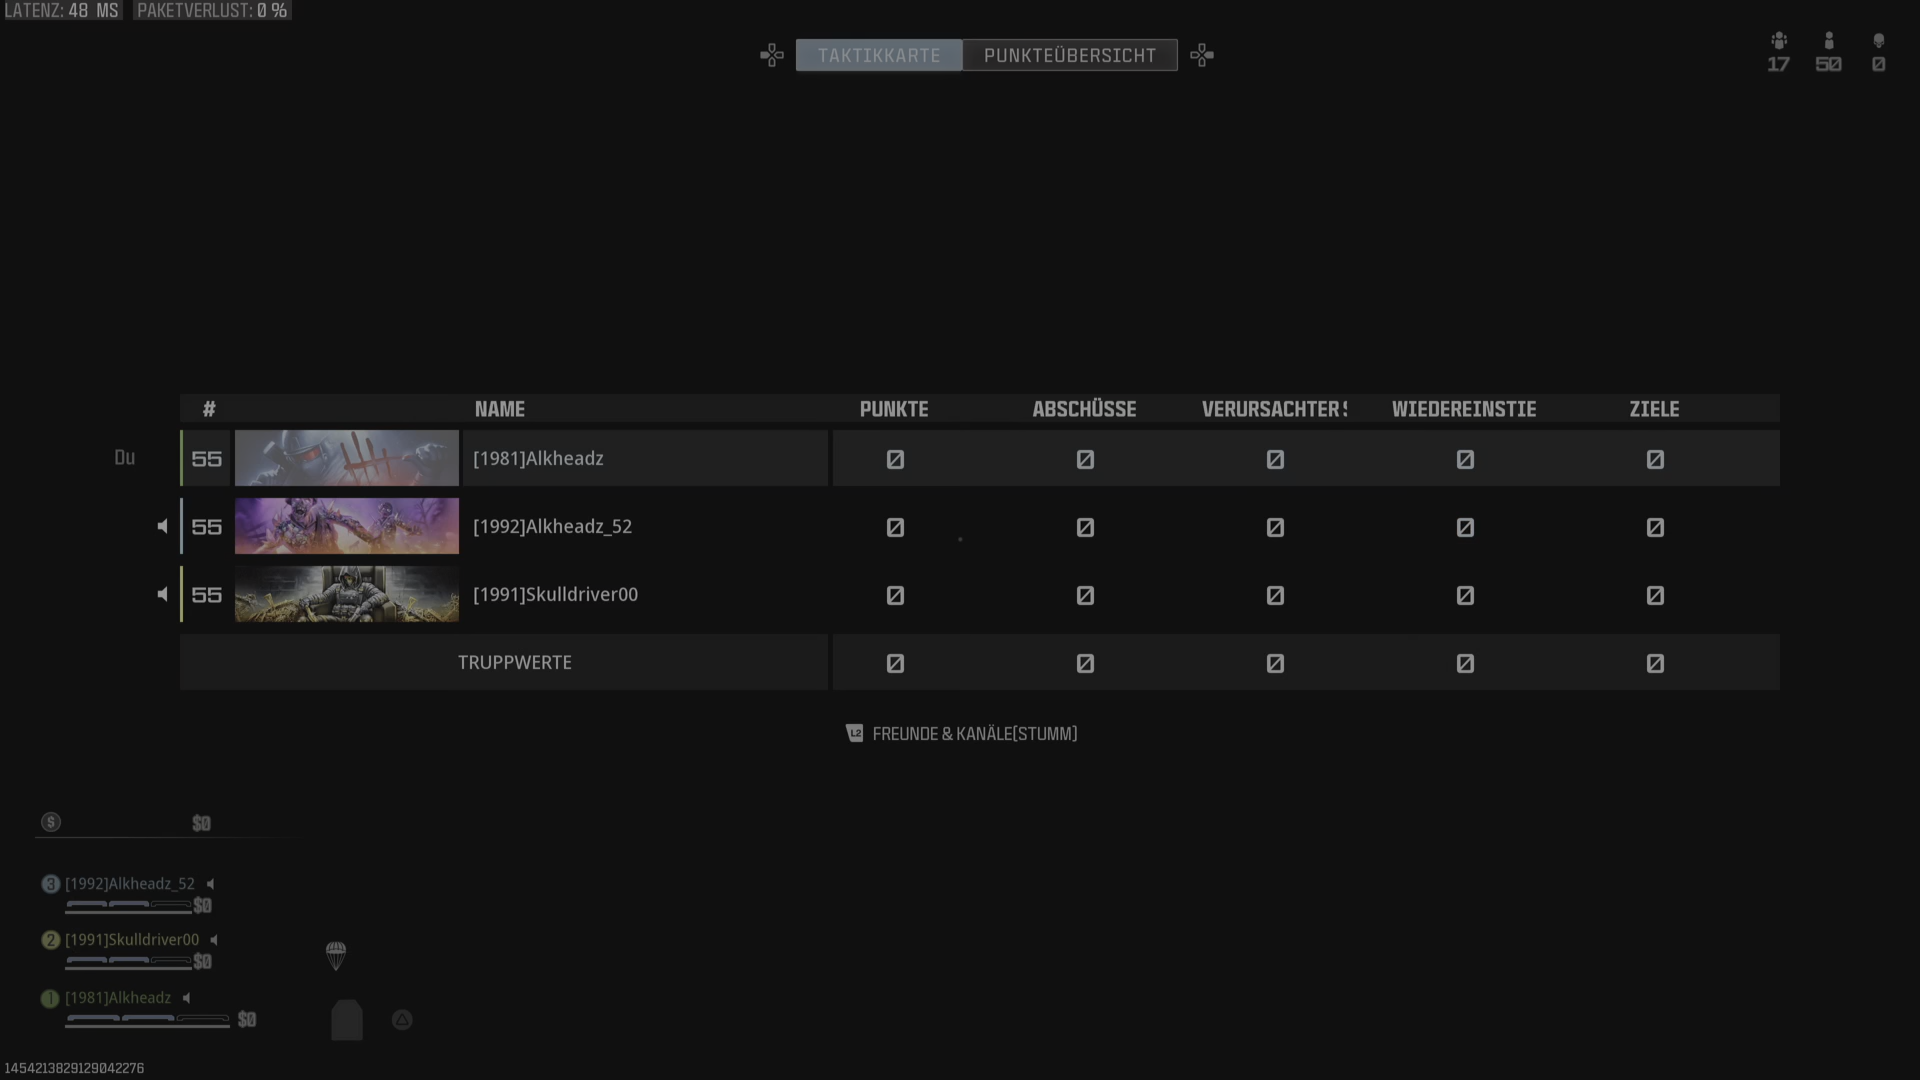 LATENZ: 48 MS PAKETVERLUST: 0 %
TAKTIKKARTE PUNKTEÜBERSICHT
17 50 0
# NAME PUNKTE ABSCHÜSSE VERURSACHTER WIEDEREINSTIE ZIELE
Du 55 [1981]Alkheadz 0 0 0 0 0
55 [1992]Alkheadz_52 0 0 0 0 0
55 [1991]Skulldriver00 0 0 0 0 0
TRUPPWERTE 0 0 0 0 0
L2 FREUNDE & KANÄLE[STUMM]
$ $0
3 [1992]Alkheadz_52
$0
2 [1991]Skulldriver00
$0
1 [1981]Alkheadz
$0
1454213829129042276